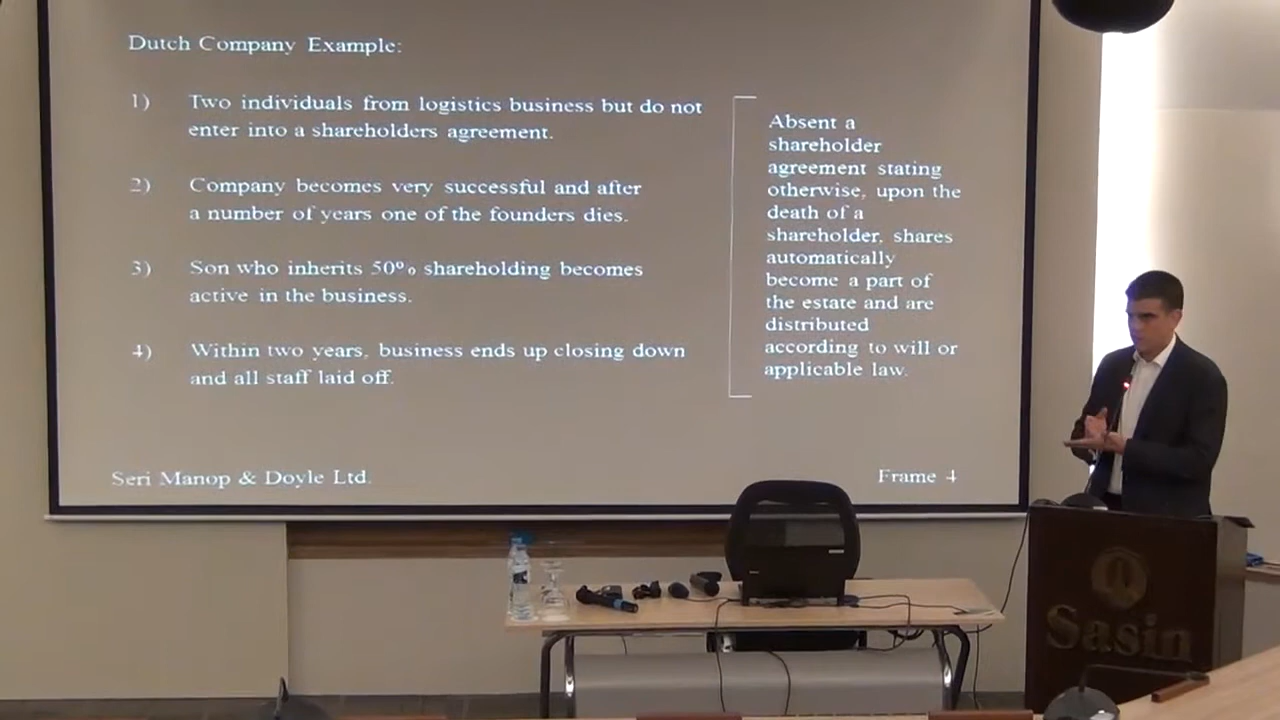 Dutch Company Example:
1) Two individuals from logistics business but do not
enter into a shareholders agreement.
2) Company becomes very successful and after
a number of years one of the founders dies.
3) Son who inherits 50% shareholding becomes
active in the business.
4) Within two years, business ends up closing down
and all staff laid off.
Absent a
shareholder
agreement stating
otherwise, upon the
death of a
shareholder, shares
automatically
become a part of
the estate and are
distributed
according to will or
applicable law.
Seri Manop & Doyle Ltd.
Frame 4
Sasin